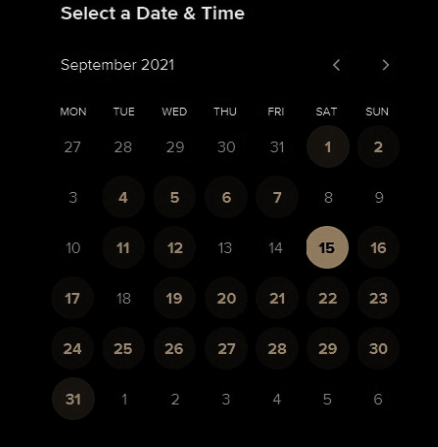 Select a Date & Time
September 2021
MON TUE WED THU FRI SAT SUN
27 28 29 30 31 1 2
3 4 5 6 7 8 9
10 11 12 13 14 15 16
17 18 19 20 21 22 23
24 25 26 27 28 29 30
31 1 2 3 4 5 6